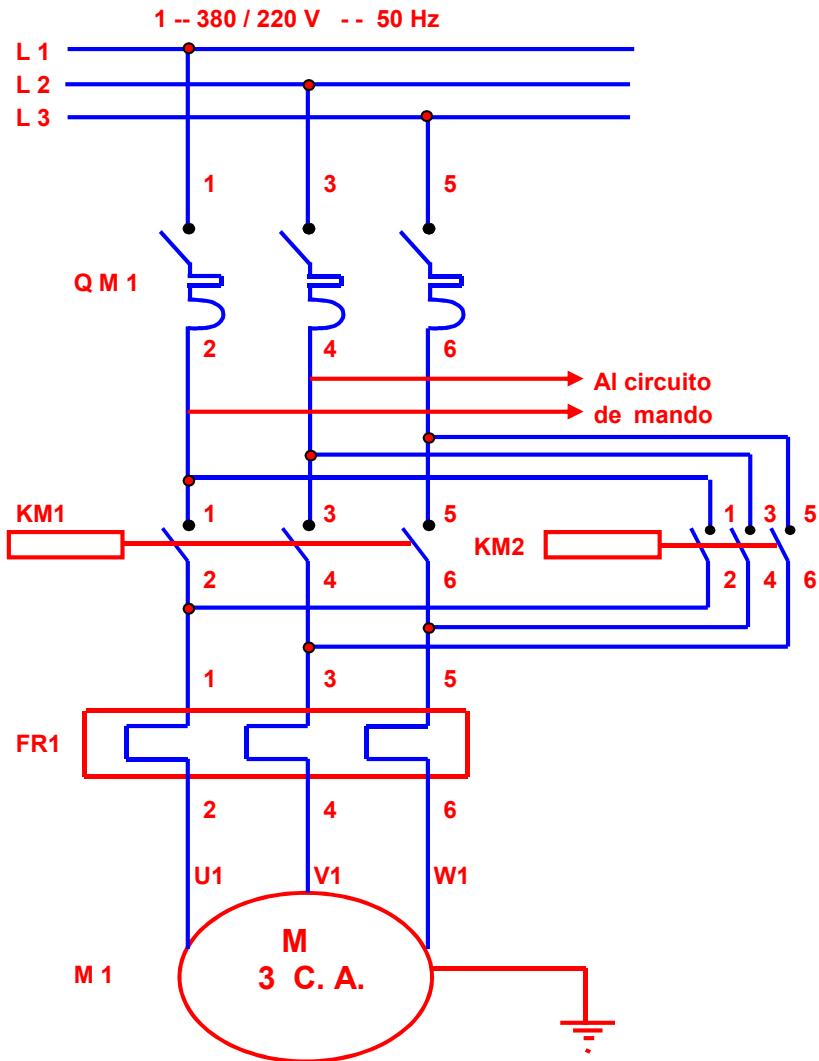 1 -- 380 / 220 V - - 50 Hz
L 1
L 2
L 3
1 3 5
Q M 1
2 4 6
Al circuito
de mando
KM1 1 3 5 KM2 1 3 5
2 4 6 2 4 6
1 3 5
FR1
2 4 6
U1 V1 W1
M
M 1 3 C. A.